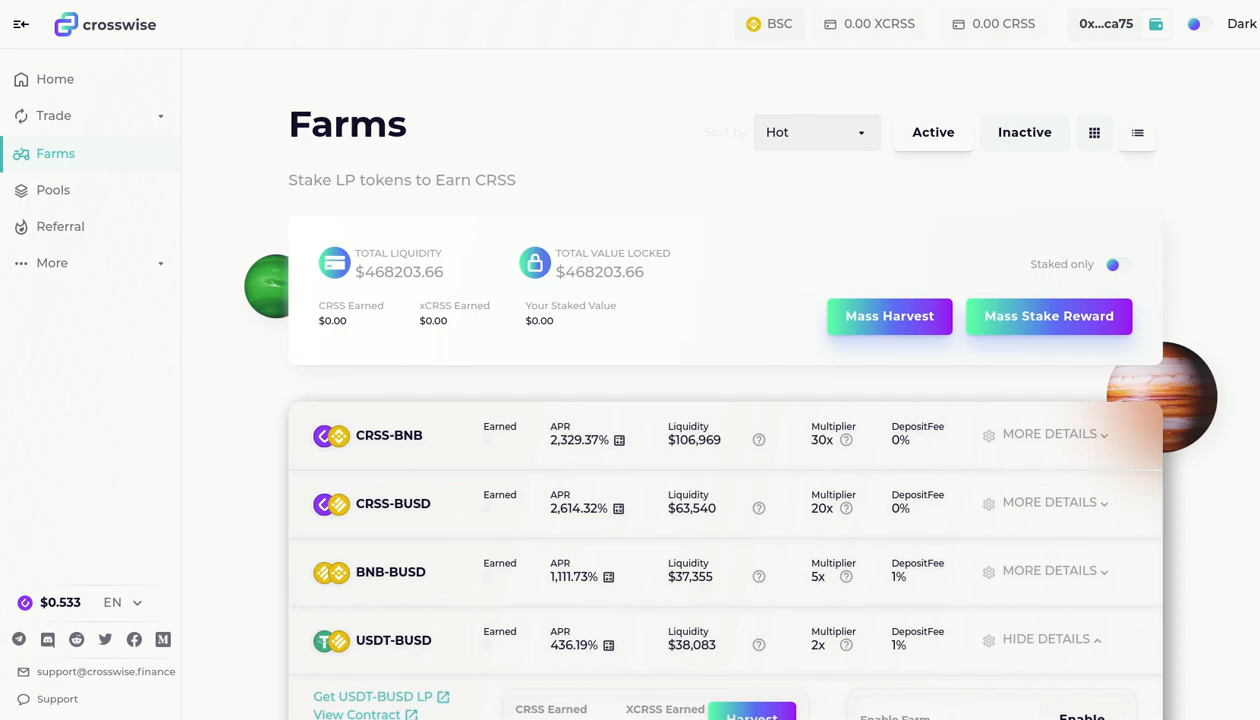 crosswise
BSC
0.00 XCRSS
0.00 CRSS
0x...ca75
Dark
Home
Trade
Farms
Pools
Referral
More
$0.533
EN
support@crosswise.finance
Support
Farms
Sort by
Hot
Active
Inactive
Stake LP tokens to Earn CRSS
TOTAL LIQUIDITY
$468203.66
TOTAL VALUE LOCKED
$468203.66
Staked only
CRSS Earned
$0.00
xCRSS Earned
$0.00
Your Staked Value
$0.00
Mass Harvest
Mass Stake Reward
CRSS-BNB
Earned
APR
2,329.37%
Liquidity
$106,969
Multiplier
30x
DepositFee
0%
MORE DETAILS
CRSS-BUSD
Earned
APR
2,614.32%
Liquidity
$63,540
Multiplier
20x
DepositFee
0%
MORE DETAILS
BNB-BUSD
Earned
APR
1,111.73%
Liquidity
$37,355
Multiplier
5x
DepositFee
1%
MORE DETAILS
USDT-BUSD
Earned
APR
436.19%
Liquidity
$38,083
Multiplier
2x
DepositFee
1%
HIDE DETAILS
Get USDT-BUSD LP
View Contract
CRSS Earned
XCRSS Earned
Harvest
Enable Farm
Enable